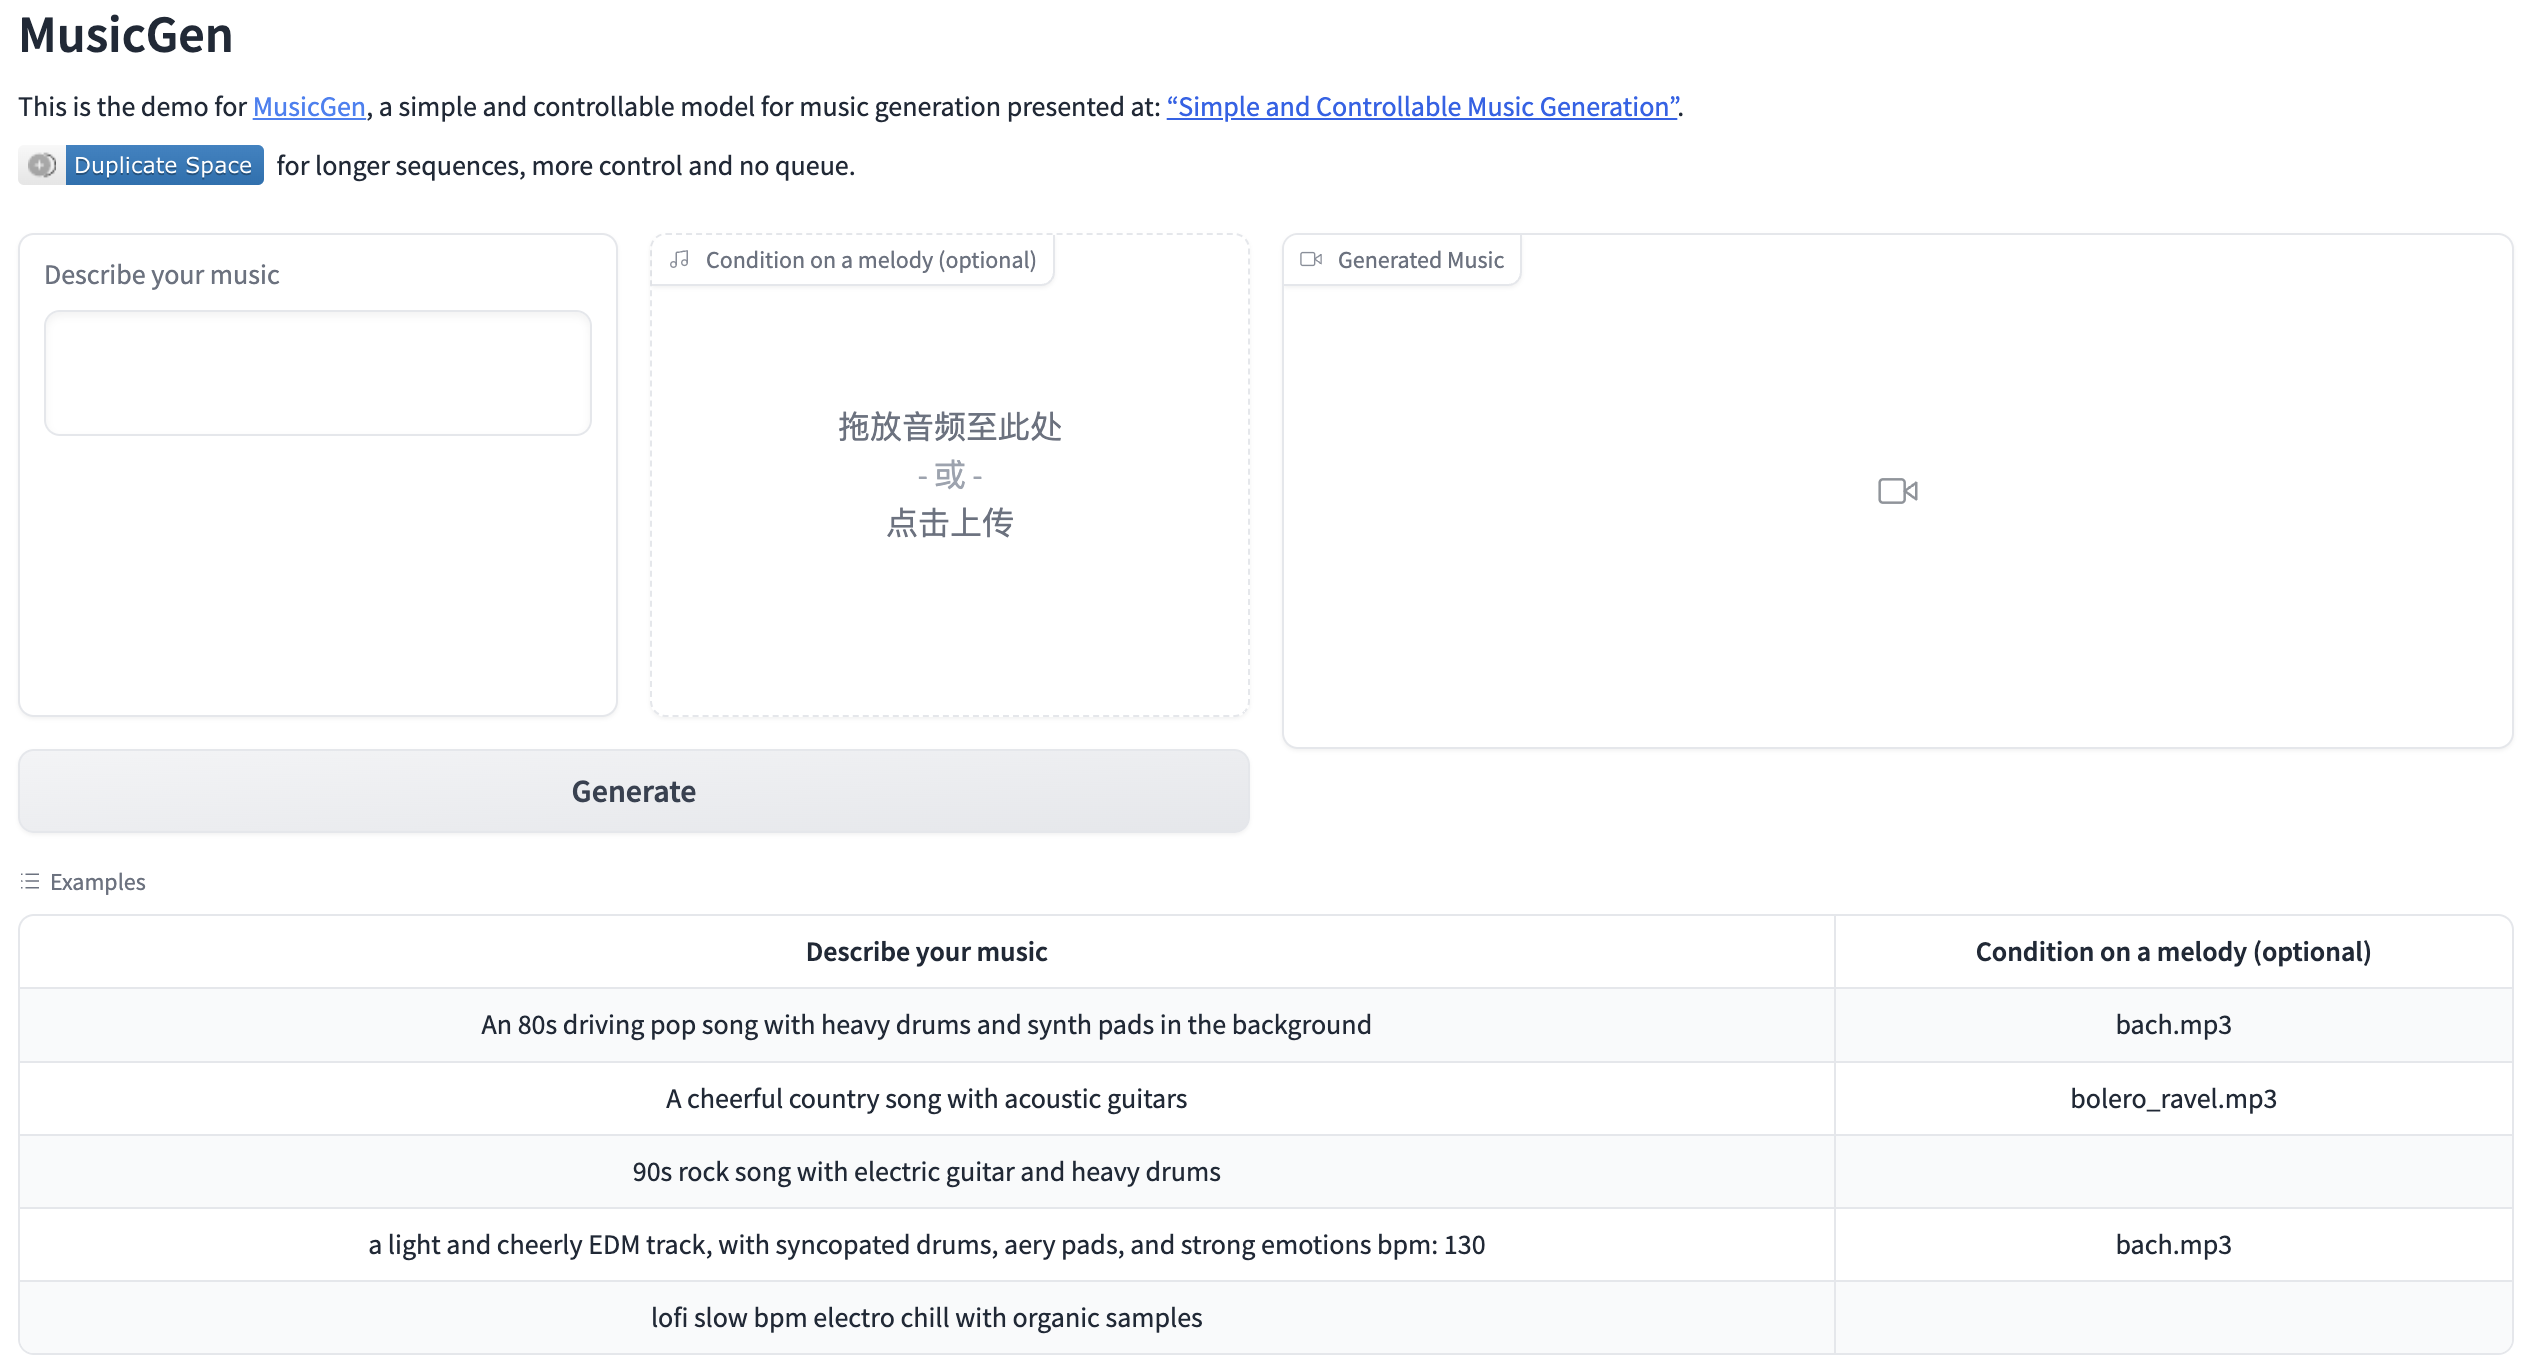 MusicGen
This is the demo for MusicGen, a simple and controllable model for music generation presented at: “Simple and Controllable Music Generation”.
Duplicate Space for longer sequences, more control and no queue.
Describe your music
Condition on a melody (optional)
拖放音频至此处
- 或 -
点击上传
Generated Music
Generate
Examples
Describe your music Condition on a melody (optional)
An 80s driving pop song with heavy drums and synth pads in the background bach.mp3
A cheerful country song with acoustic guitars bolero_ravel.mp3
90s rock song with electric guitar and heavy drums
a light and cheerly EDM track, with syncopated drums, aery pads, and strong emotions bpm: 130 bach.mp3
lofi slow bpm electro chill with organic samples